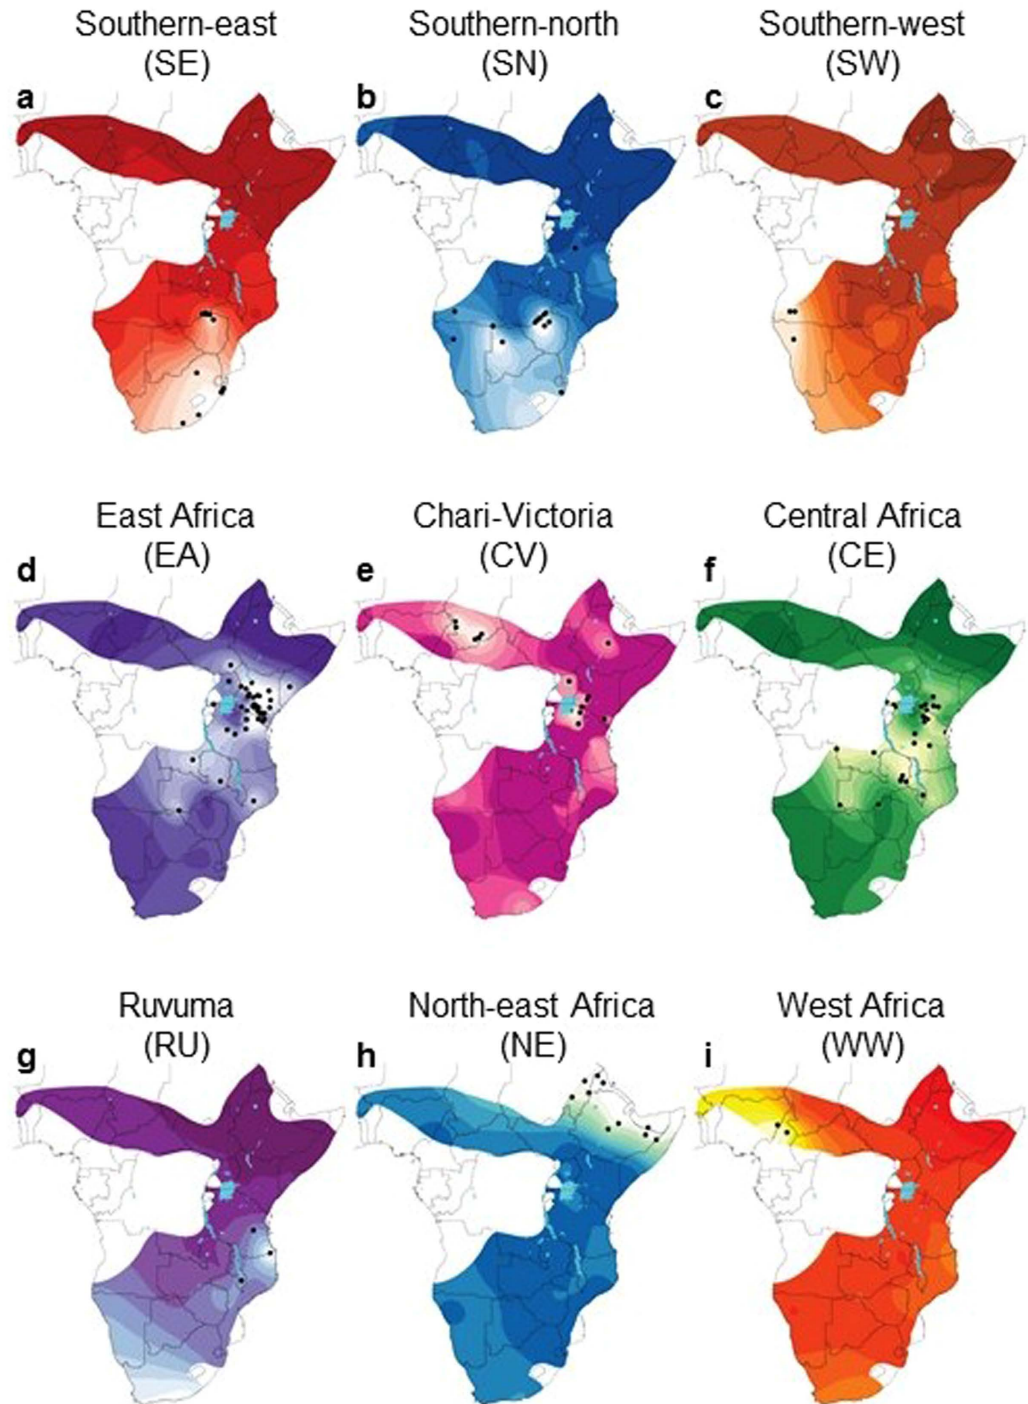 Southern-east
(SE)
Southern-north
(SN)
Southern-west
(SW)
a
b
c
East Africa
(EA)
Chari-Victoria
(CV)
Central Africa
(CE)
d
e
f
Ruvuma
(RU)
North-east Africa
(NE)
West Africa
(WW)
g
h
i